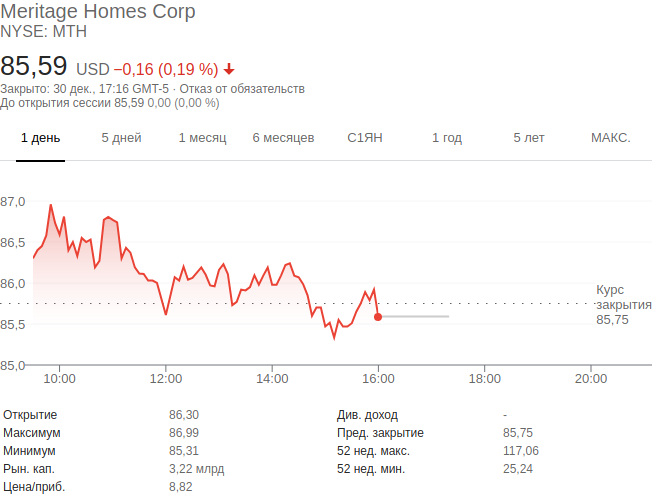 Meritage Homes Corp
NYSE: MTH
85,59 USD −0,16 (0,19 %)
Закрыто: 30 дек., 17:16 GMT-5 · Отказ от обязательств
До открытия сессии 85,59 0,00 (0,00 %)
1 день 5 дней 1 месяц 6 месяцев С1ЯН 1 год 5 лет МАКС.
87,0
86,5
86,0
Курс
закрытия
85,75
85,5
85,0
10:00 12:00 14:00 16:00 18:00 20:00
Открытие 86,30 Див. доход -
Максимум 86,99 Пред. закрытие 85,75
Минимум 85,31 52 нед. макс. 117,06
Рын. кап. 3,22 млрд 52 нед. мин. 25,24
Цена/приб. 8,82